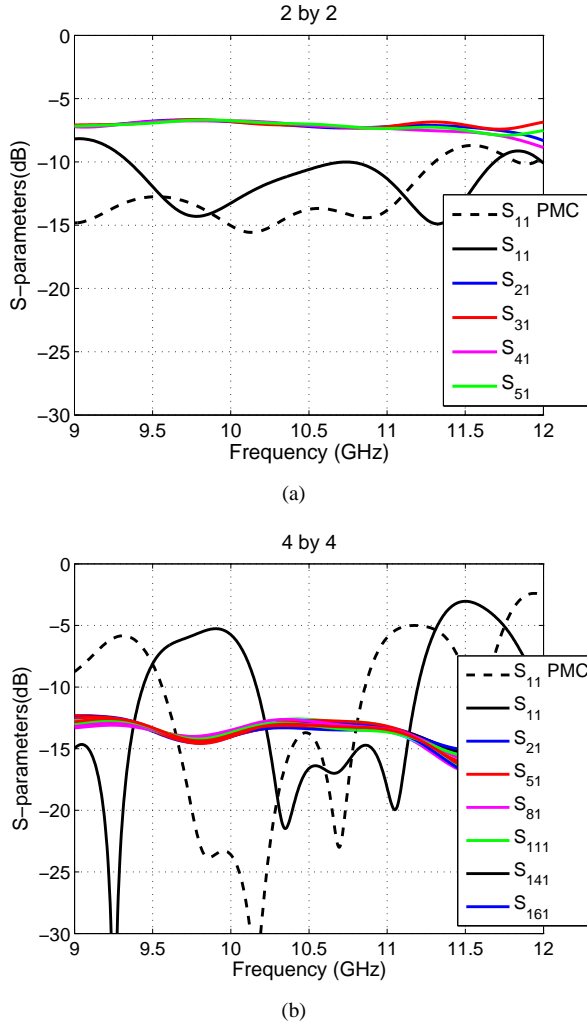 2 by 2
0
−5
−10
−15
−20
−25
−30
S−parameters(dB)
S11 PMC
S11
S21
S31
S41
S51
9 9.5 10 10.5 11 11.5 12
Frequency (GHz)
(a)
4 by 4
0
−5
−10
−15
−20
−25
−30
S−parameters(dB)
S11 PMC
S11
S21
S51
S81
S111
S141
S161
9 9.5 10 10.5 11 11.5 12
Frequency (GHz)
(b)